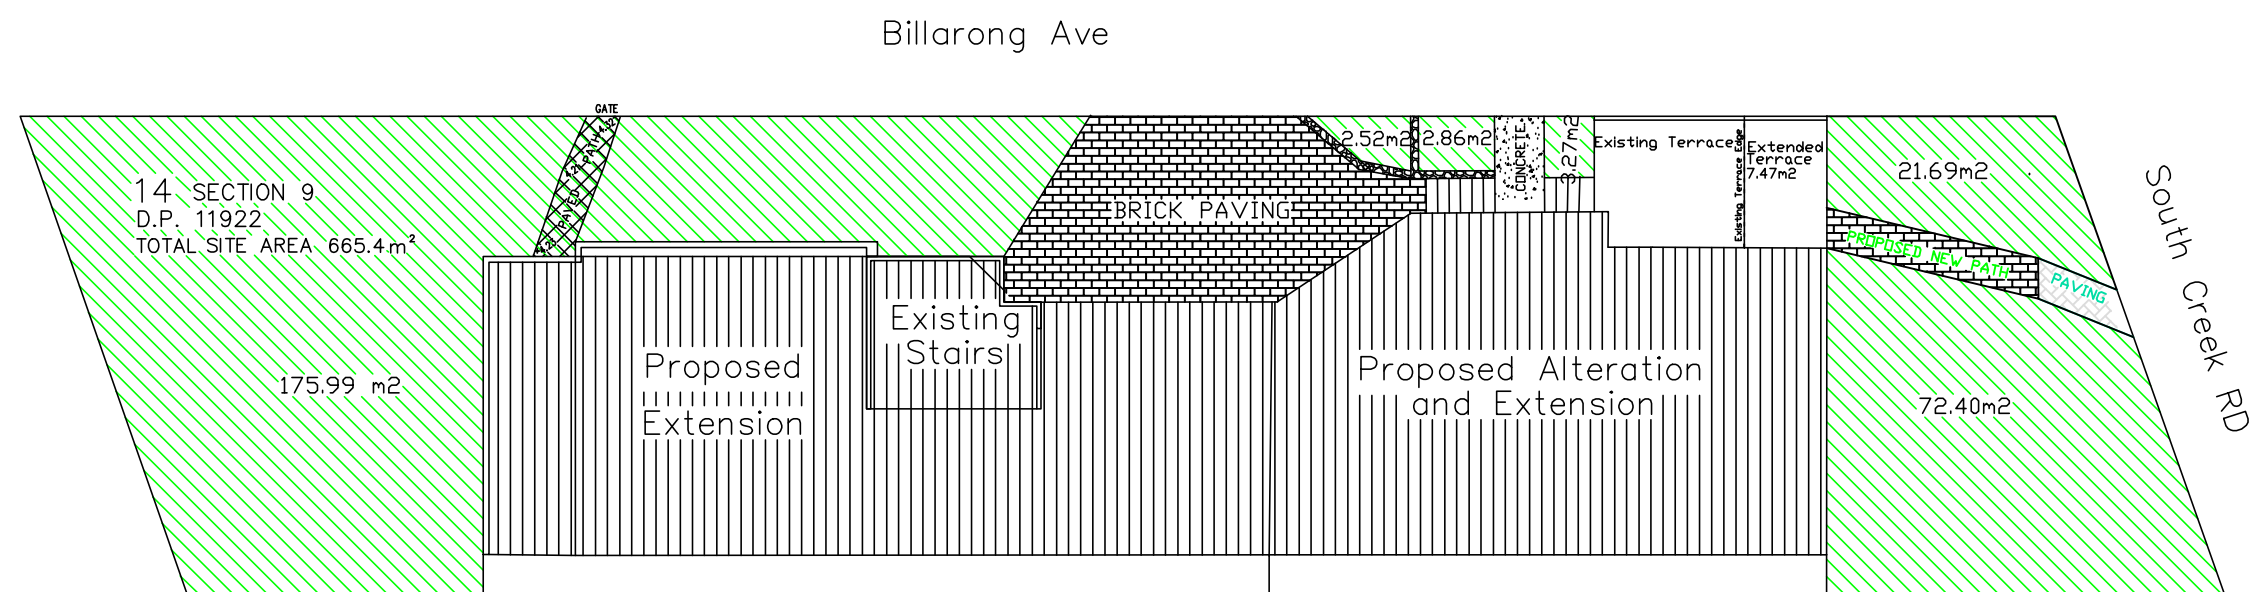 Billarong Ave
GATE
PAVED PATH
14 SECTION 9
D.P. 11922
TOTAL SITE AREA 665.4m²
175.99 m2
Proposed
Extension
Existing
Stairs
BRICK PAVING
2.52m2
2.86m2
CONCRETE
3.27m2
Existing Terrace
Existing Terrace Edge
Extended
Terrace
7.47m2
Proposed Alteration
and Extension
21.69m2
PROPOSED NEW PATH
PAVING
72.40m2
South Creek RD